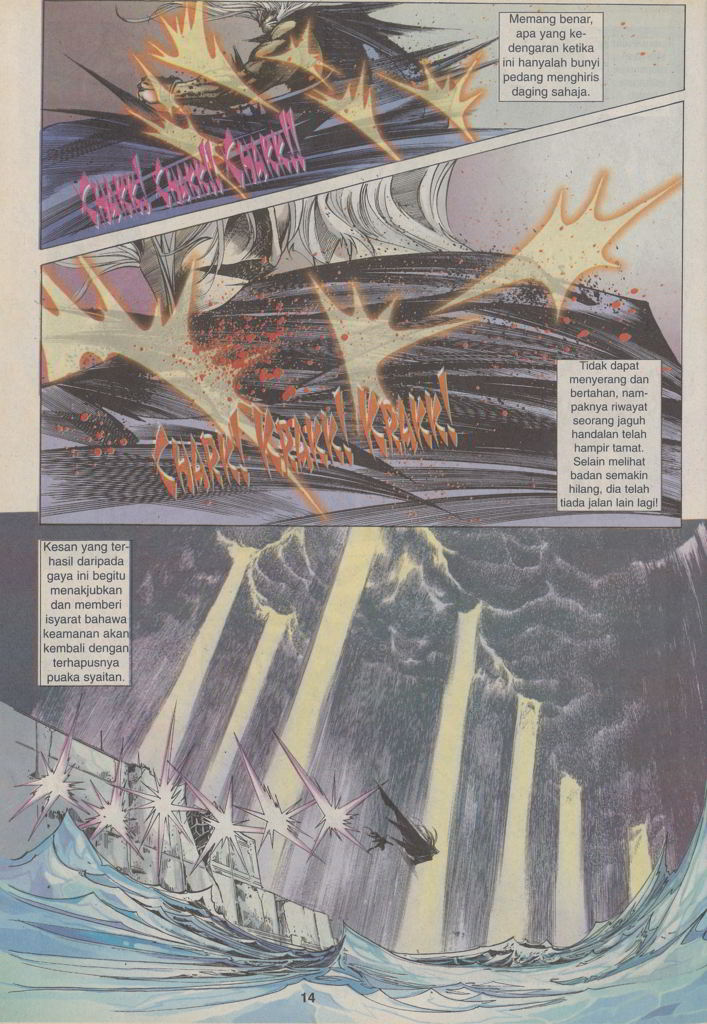 Memang benar,
apa yang ke-
dengaran ketika
ini hanyalah bunyi
pedang menghiris
daging sahaja.
CHAKK! CHAKK!! CHAKK!!
CHARK! KRAKK! KRAKK!
Tidak dapat
menyerang dan
bertahan, nam-
paknya riwayat
seorang jaguh
handalan telah
hampir tamat.
Selain melihat
badan semakin
hilang, dia telah
tiada jalan lain lagi!
Kesan yang ter-
hasil daripada
gaya ini begitu
menakjubkan
dan memberi
isyarat bahawa
keamanan akan
kembali dengan
terhapusnya
puaka syaitan.
14